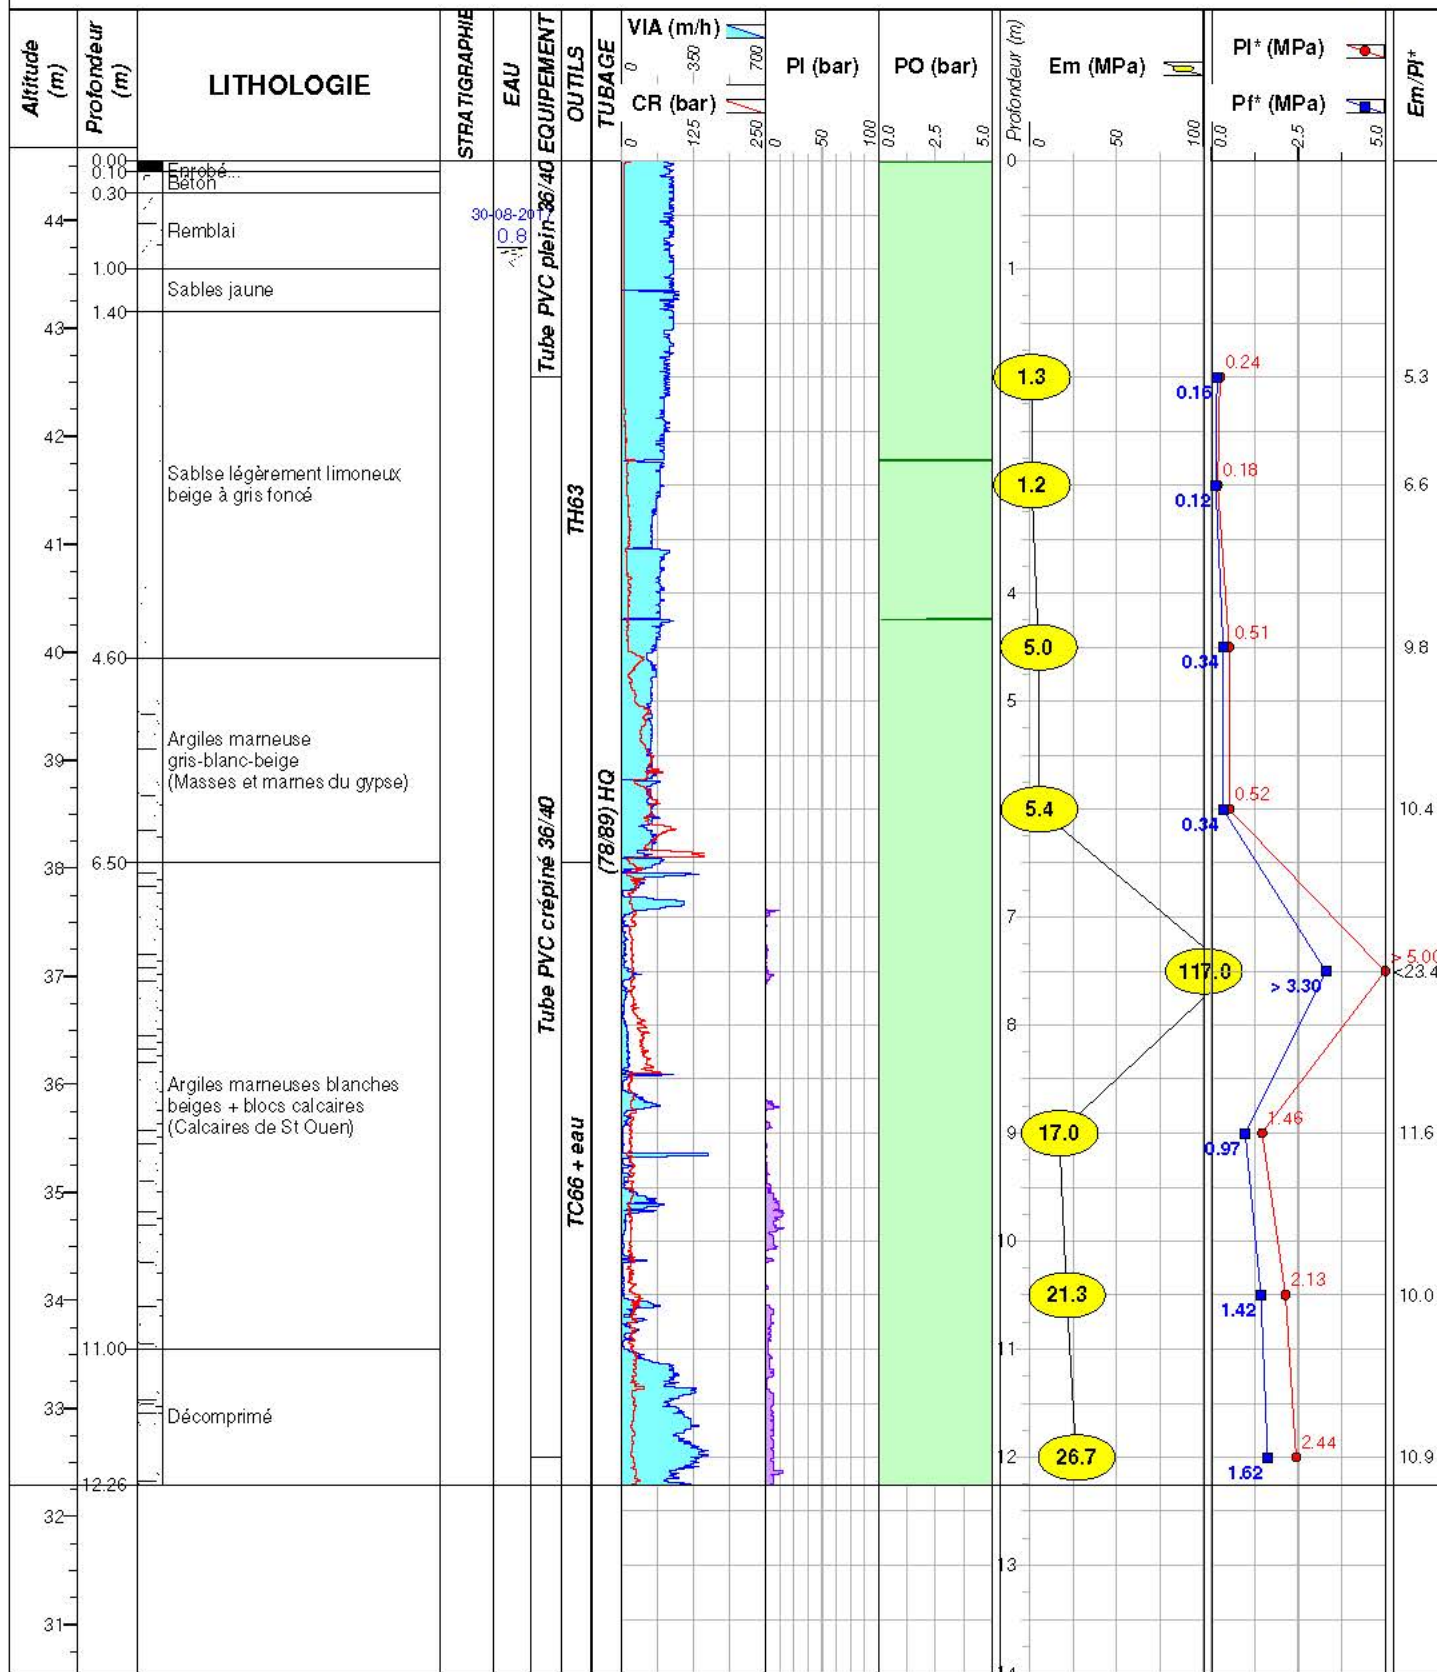 Altitude (m)
Profondeur (m)
LITHOLOGIE
STRATIGRAPHIE
EAU
EQUIPEMENT
OUTILS
TUBAGE
VIA (m/h)
0 350 700
CR (bar)
0 125 250
PI (bar)
0 50 100
PO (bar)
0.0 2.5 5.0
Profondeur (m)
Em (MPa)
0 50 100
Pl* (MPa)
Pf* (MPa)
0.0 2.5 5.0
Em/Pl*
44
43
42
41
40
39
38
37
36
35
34
33
32
31
0.00
0.10
0.30
1.00
1.40
4.60
6.50
11.00
12.26
Enrobé...
Béton
Remblai
Sables jaune
Sablse légèrement limoneux
beige à gris foncé
Argiles marneuse
gris-blanc-beige
(Masses et marnes du gypse)
Argiles marneuses blanches
beiges + blocs calcaires
(Calcaires de St Ouen)
Décomprimé
30-08-2017
0.8
Tube PVC plein 36/40
Tube PVC crépiné 36/40
TH63
TC66 + eau
(78/89) HQ
0
1
4
5
7
8
9
10
11
12
13
14
1.3
1.2
5.0
5.4
117.0
17.0
21.3
26.7
0.24
0.16
0.18
0.12
0.51
0.34
0.52
0.34
> 5.00
> 3.30
1.46
0.97
2.13
1.42
2.44
1.62
5.3
6.6
9.8
10.4
<23.4
11.6
10.0
10.9